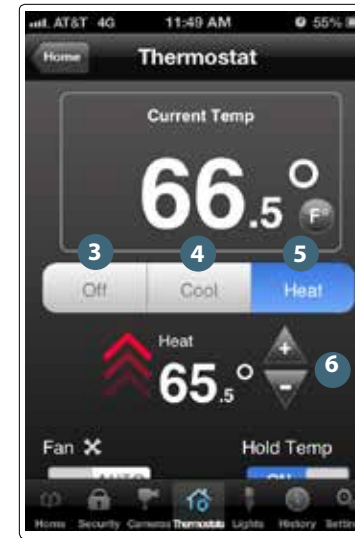 AT&T 4G 11:49 AM 55%
Home Thermostat
Current Temp
66.5° F°
3 4 5
Off Cool Heat
Heat
+
65.5°
6
-
Fan Hold Temp
AUTO ON
Home Security Cameras Thermostats Lights History